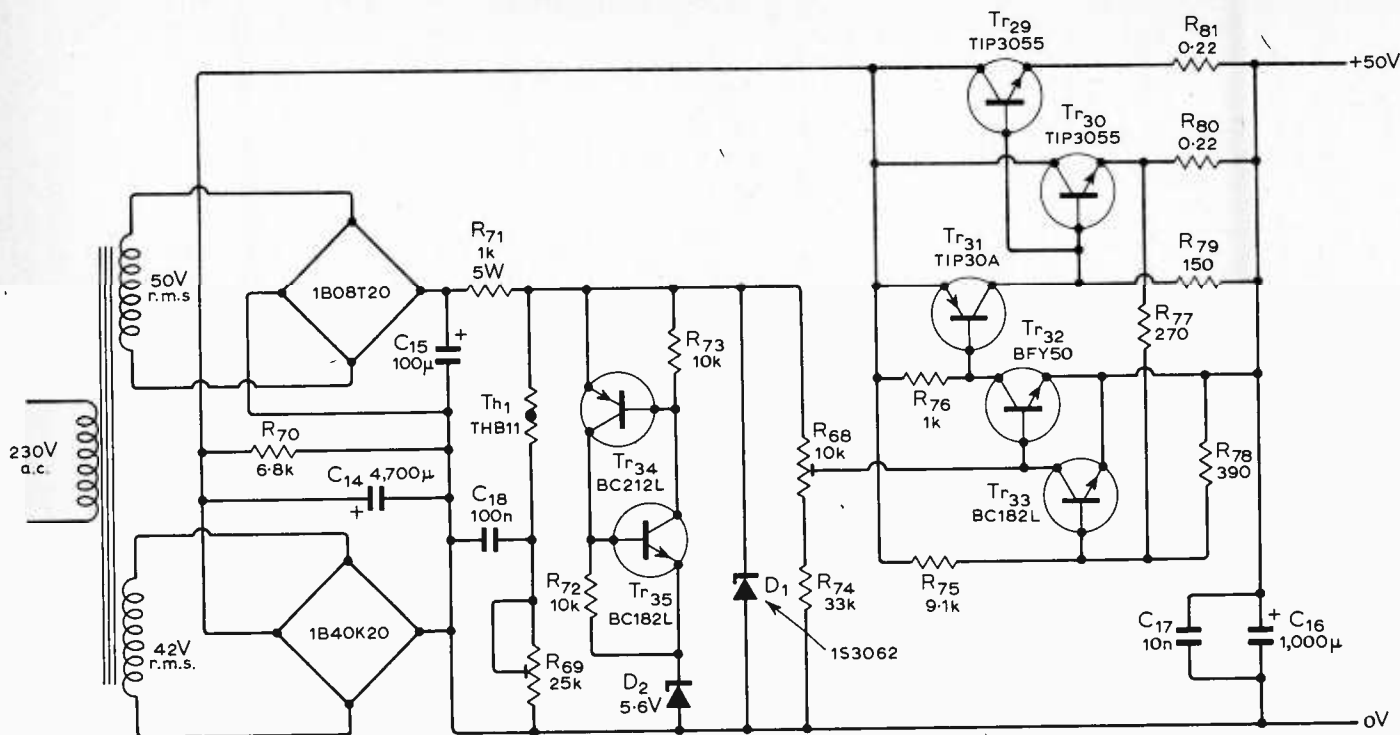 Tr29
TIP3055
R81
0·22
+50V
Tr30
TIP3055
R80
0·22
50V
r.m.s
1B08T20
R71
1k
5W
C15
100µ
+
Th1
THB11
R73
10k
Tr31
TIP30A
R79
150
R77
270
Tr32
BFY50
R76
1k
R68
10k
Tr34
BC212L
230V
a.c.
R70
6·8k
C14 4,700µ
+
C18
100n
Tr33
BC182L
R78
390
R72
10k
Tr35
BC182L
D1
R74
33k
R75
9·1k
42V
r.m.s.
1B40K20
R69
25k
D2
5·6V
1S3062
C17
10n
+
C16
1,000µ
0V